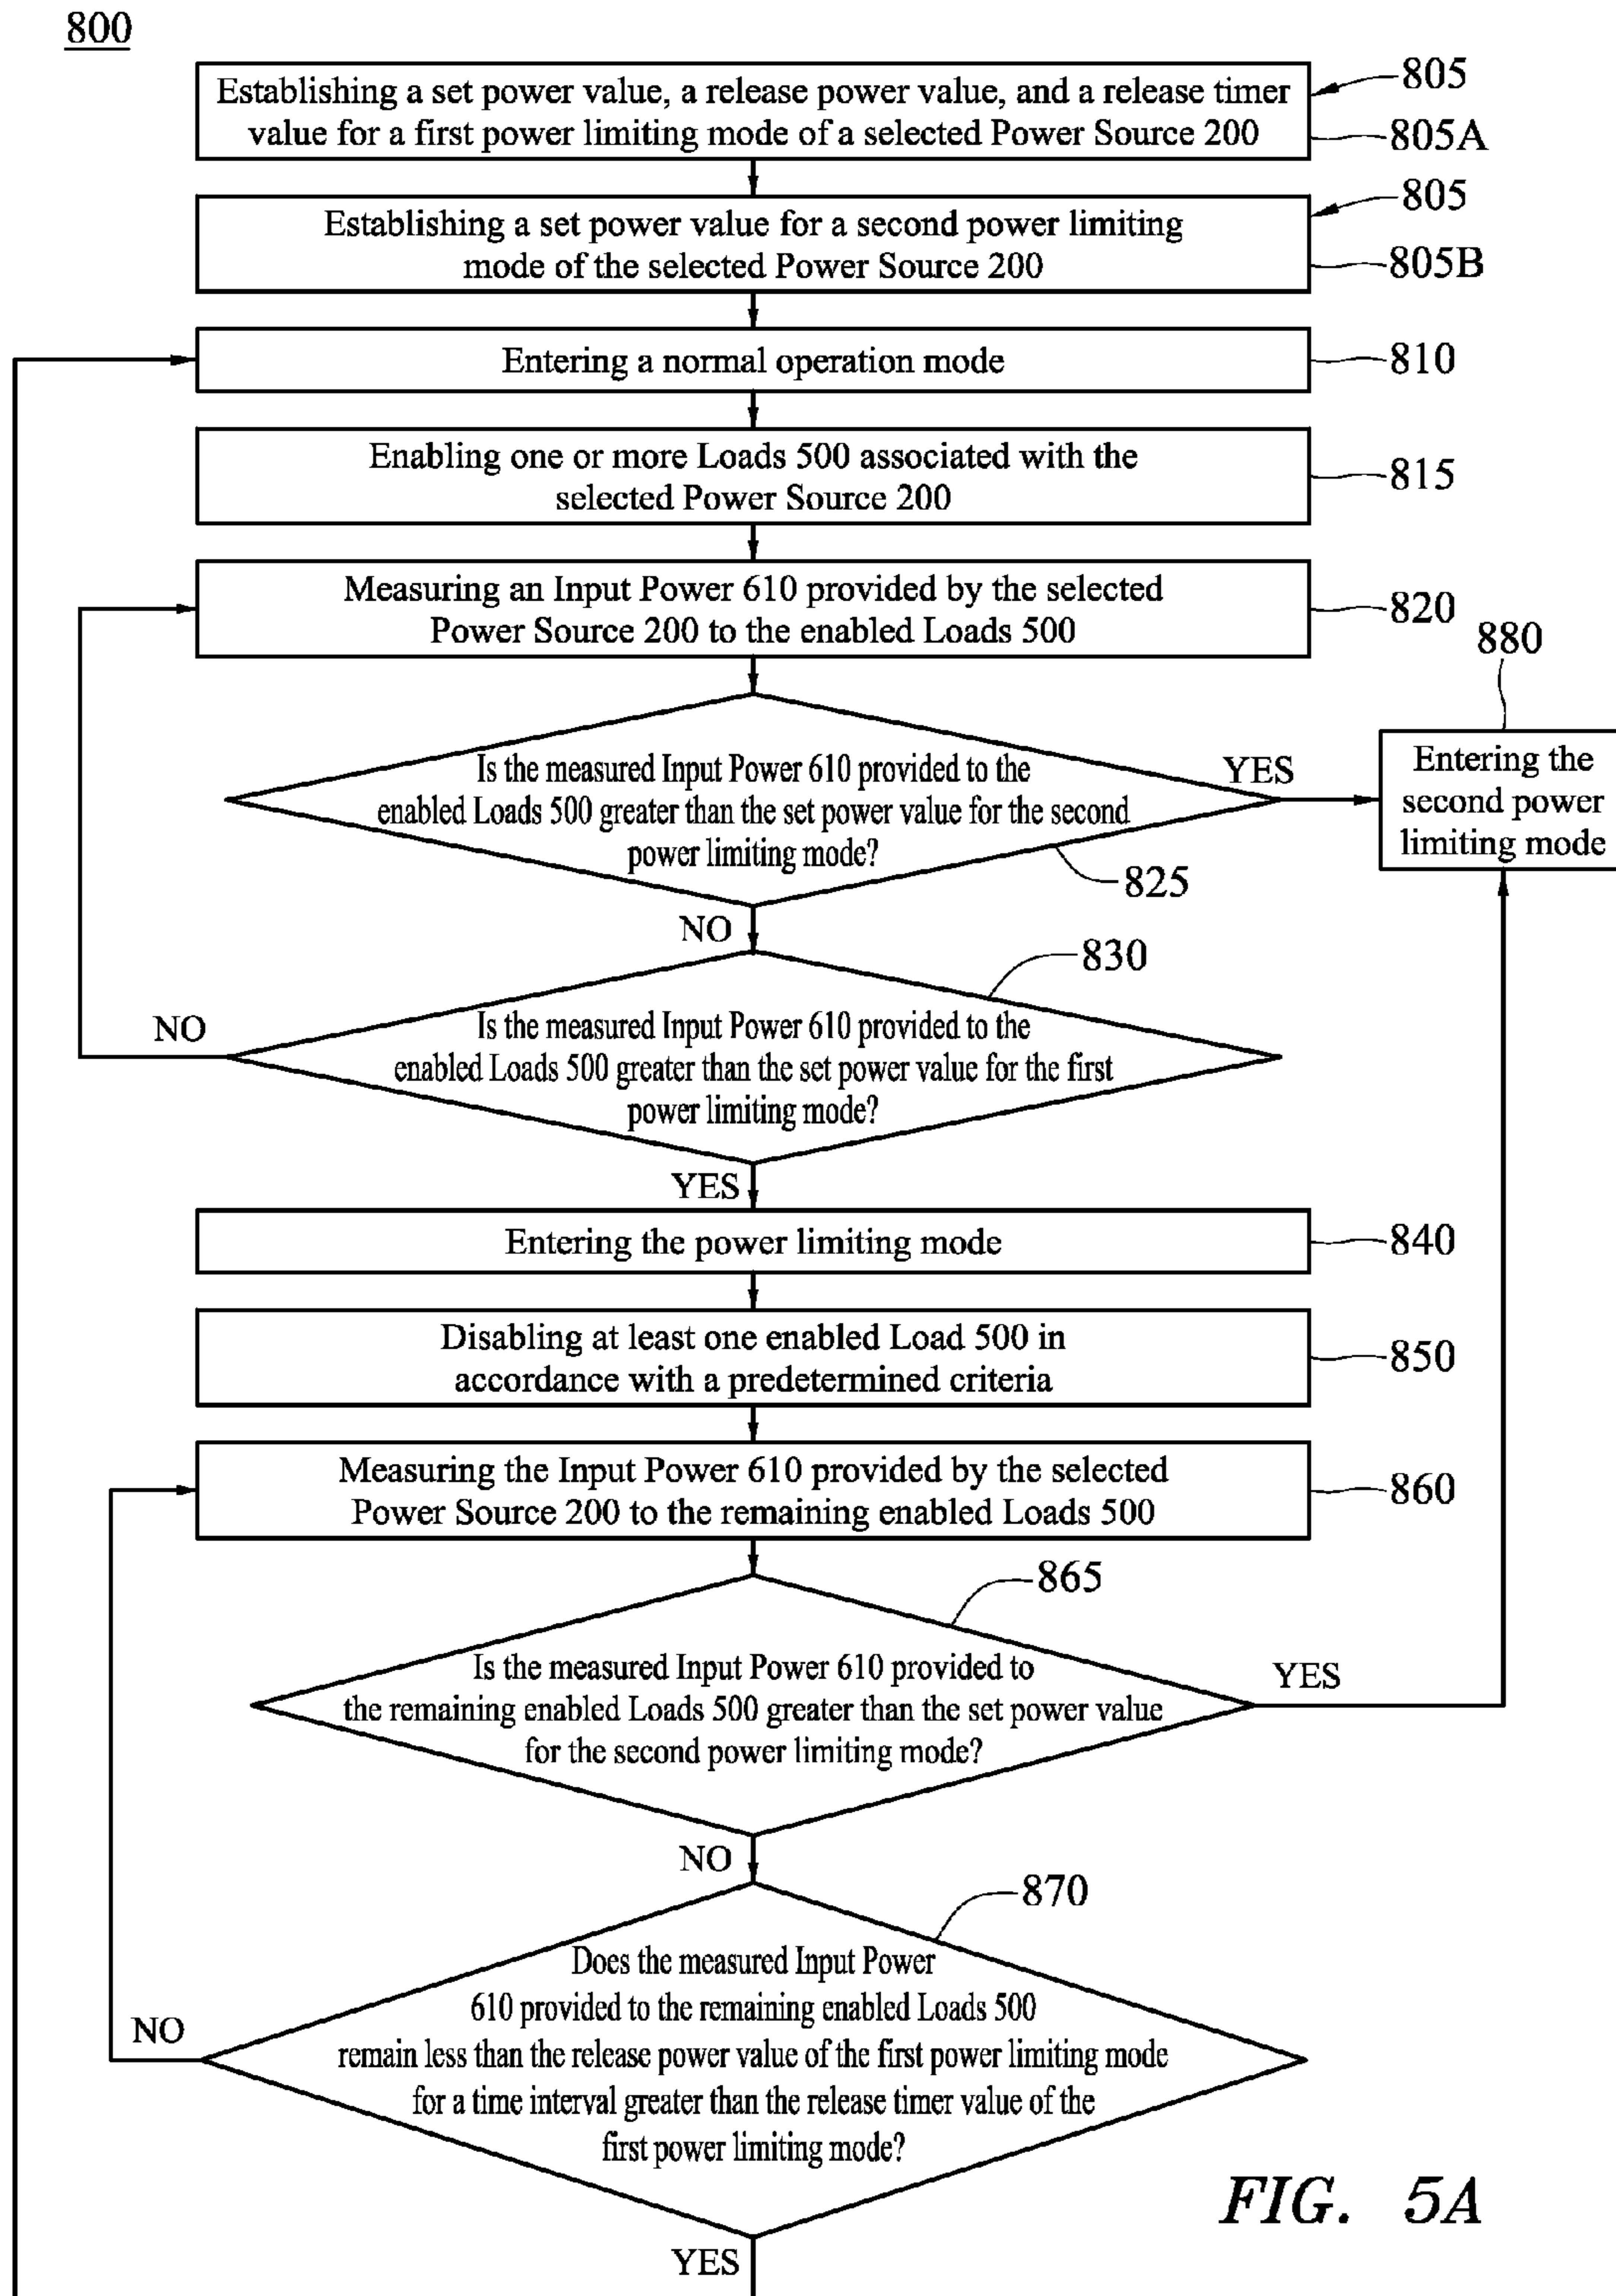 800
Establishing a set power value, a release power value, and a release timer
value for a first power limiting mode of a selected Power Source 200
805
805A
Establishing a set power value for a second power limiting
mode of the selected Power Source 200
805
805B
Entering a normal operation mode
810
Enabling one or more Loads 500 associated with the
selected Power Source 200
815
Measuring an Input Power 610 provided by the selected
Power Source 200 to the enabled Loads 500
820
880
Entering the
second power
limiting mode
Is the measured Input Power 610 provided to the
enabled Loads 500 greater than the set power value for the second
power limiting mode?
YES
825
NO
830
Is the measured Input Power 610 provided to the
enabled Loads 500 greater than the set power value for the first
power limiting mode?
NO
YES
Entering the power limiting mode
840
Disabling at least one enabled Load 500 in
accordance with a predetermined criteria
850
Measuring the Input Power 610 provided by the selected
Power Source 200 to the remaining enabled Loads 500
860
865
Is the measured Input Power 610 provided to
the remaining enabled Loads 500 greater than the set power value
for the second power limiting mode?
YES
NO
870
Does the measured Input Power
610 provided to the remaining enabled Loads 500
remain less than the release power value of the first power limiting mode
for a time interval greater than the release timer value of the
first power limiting mode?
NO
YES
FIG. 5A